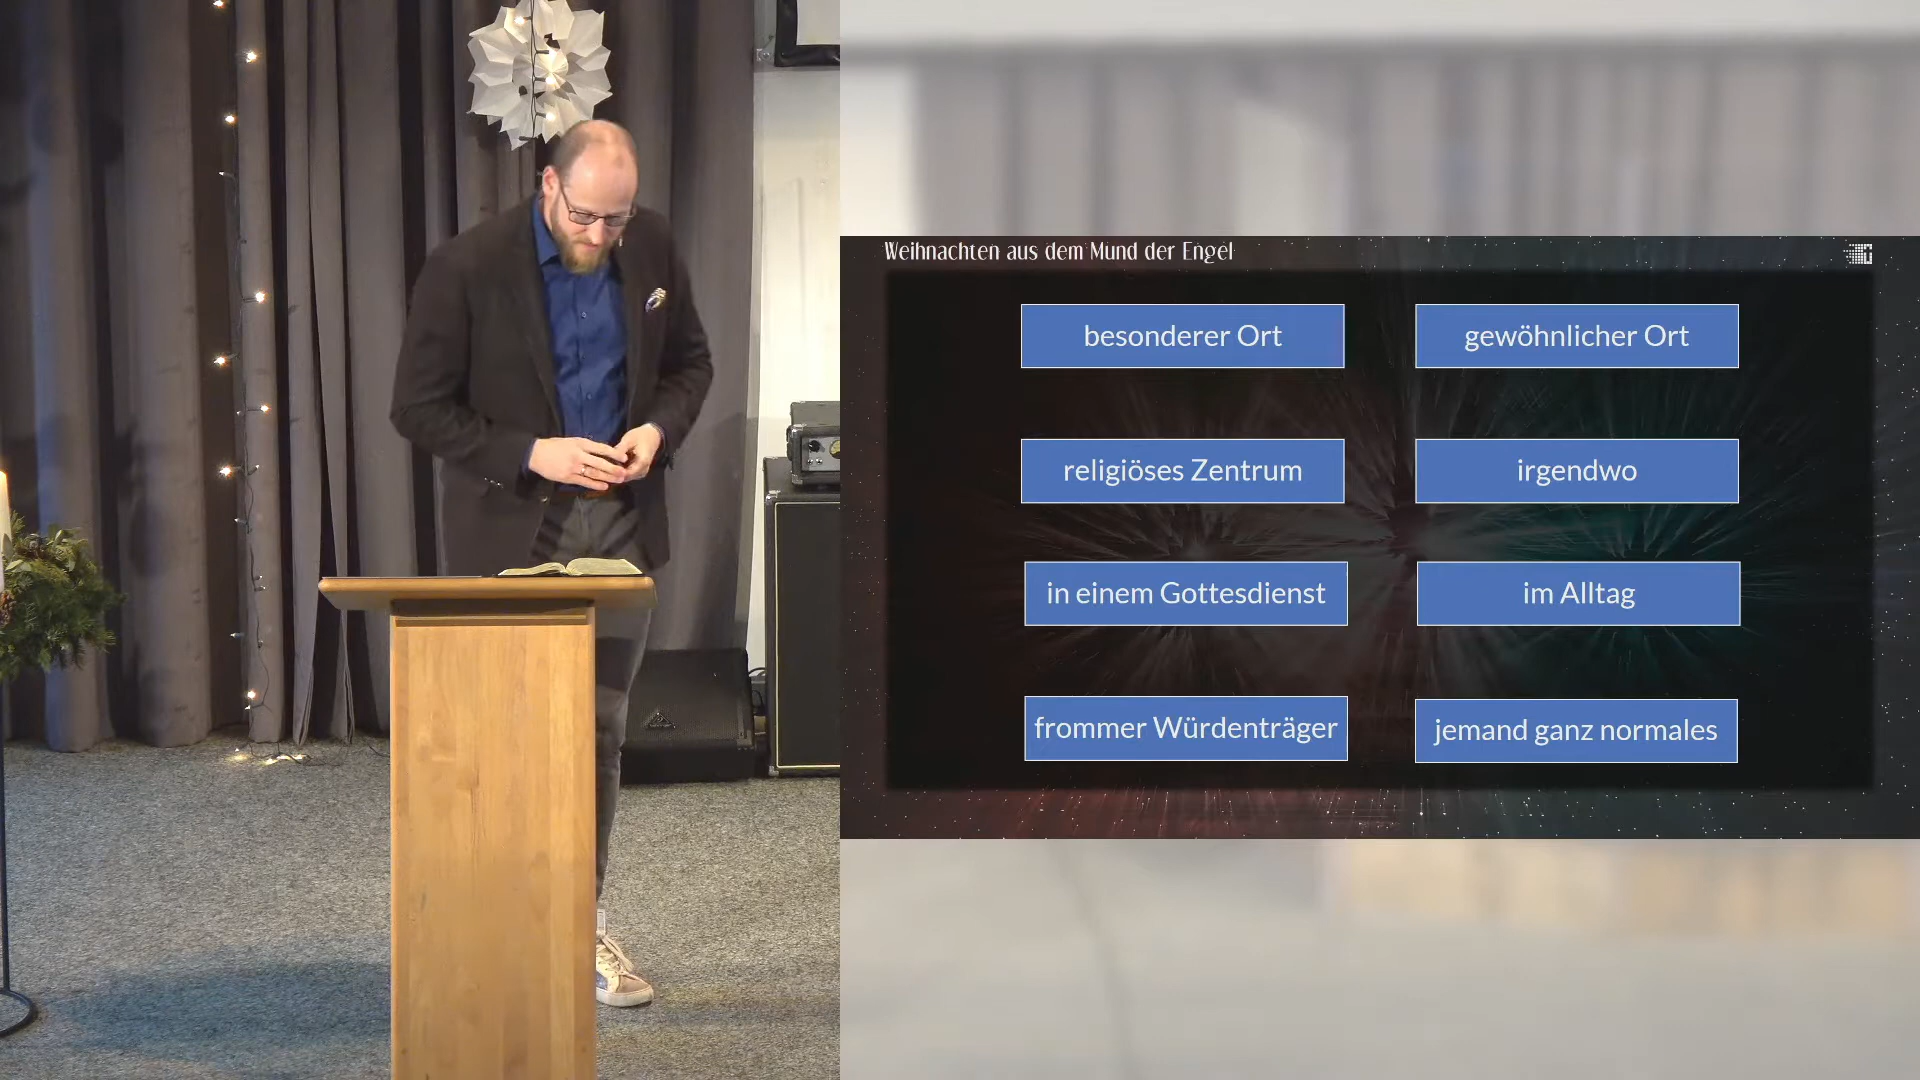 Weihnachten aus dem Mund der Engel
besonderer Ort
gewöhnlicher Ort
religiöses Zentrum
irgendwo
in einem Gottesdienst
im Alltag
frommer Würdenträger
jemand ganz normales